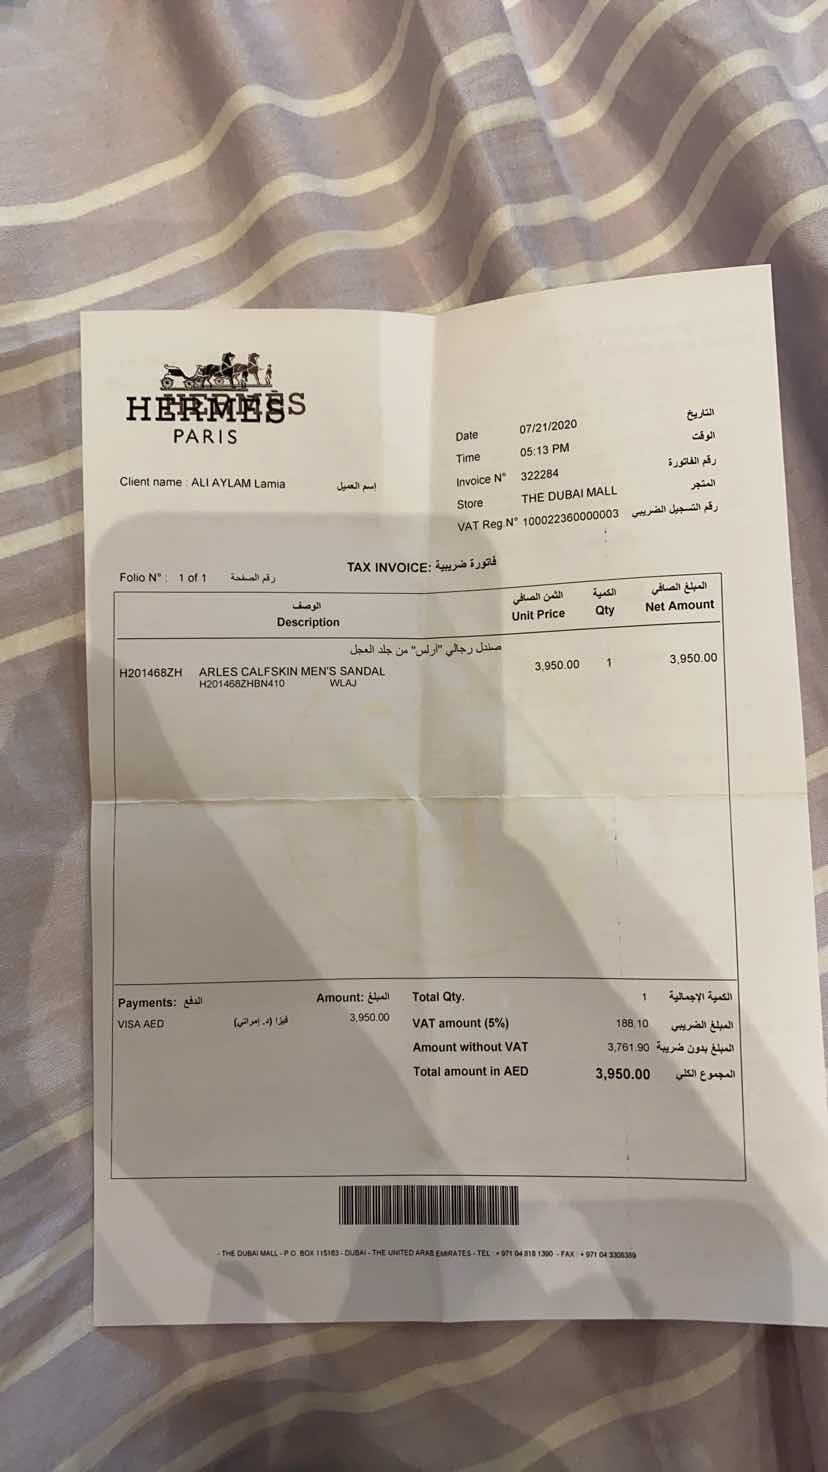 HERMÈS
HERMÈS
PARIS
Client name : ALI AYLAM Lamia إسم العميل
Date 07/21/2020 التاريخ
Time 05:13 PM الوقت
Invoice N° 322284 رقم الفاتورة
Store THE DUBAI MALL المتجر
VAT Reg N° 100022360000003 رقم التسجيل الضريبي
TAX INVOICE: فاتورة ضريبية
Folio N° : 1 of 1 رقم الصفحة
الوصف الثمن الصافي الكمية المبلغ الصافي
Description Unit Price Qty Net Amount
صندل رجالي "أرلس" من جلد العجل
H201468ZH ARLES CALFSKIN MEN'S SANDAL 3,950.00 1 3,950.00
H201468ZHBN410 WLAJ
Payments: الدفع Amount: المبلغ
VISA AED فيزا (د. إمراتي) 3,950.00
Total Qty. 1 الكمية الإجمالية
VAT amount (5%) 188.10 المبلغ الضريبي
Amount without VAT 3,761.90 المبلغ بدون ضريبة
Total amount in AED 3,950.00 المجموع الكلي
- THE DUBAI MALL - P.O. BOX 115163 - DUBAI - THE UNITED ARAB EMIRATES - TEL : + 971 04 818 1390 - FAX : + 971 04 3308389